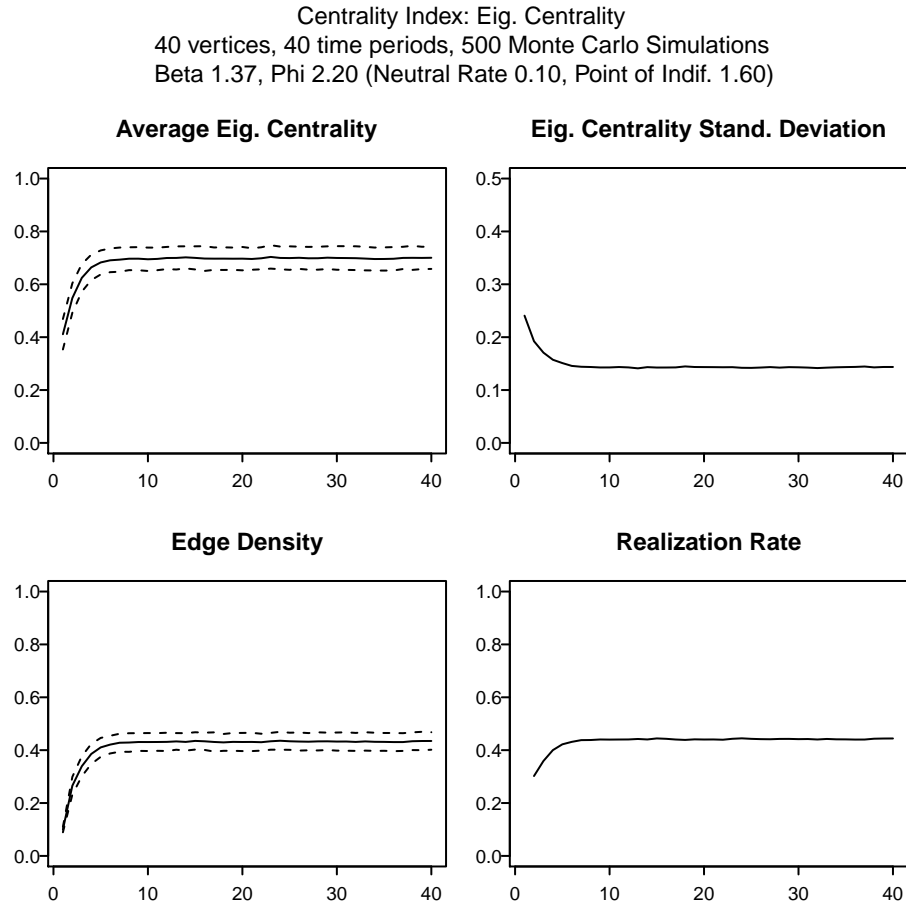 Centrality Index: Eig. Centrality
40 vertices, 40 time periods, 500 Monte Carlo Simulations
Beta 1.37, Phi 2.20 (Neutral Rate 0.10, Point of Indif. 1.60)
Average Eig. Centrality
1.0
0.8
0.6
0.4
0.2
0.0
0 10 20 30 40
Eig. Centrality Stand. Deviation
0.5
0.4
0.3
0.2
0.1
0.0
0 10 20 30 40
Edge Density
1.0
0.8
0.6
0.4
0.2
0.0
0 10 20 30 40
Realization Rate
1.0
0.8
0.6
0.4
0.2
0.0
0 10 20 30 40